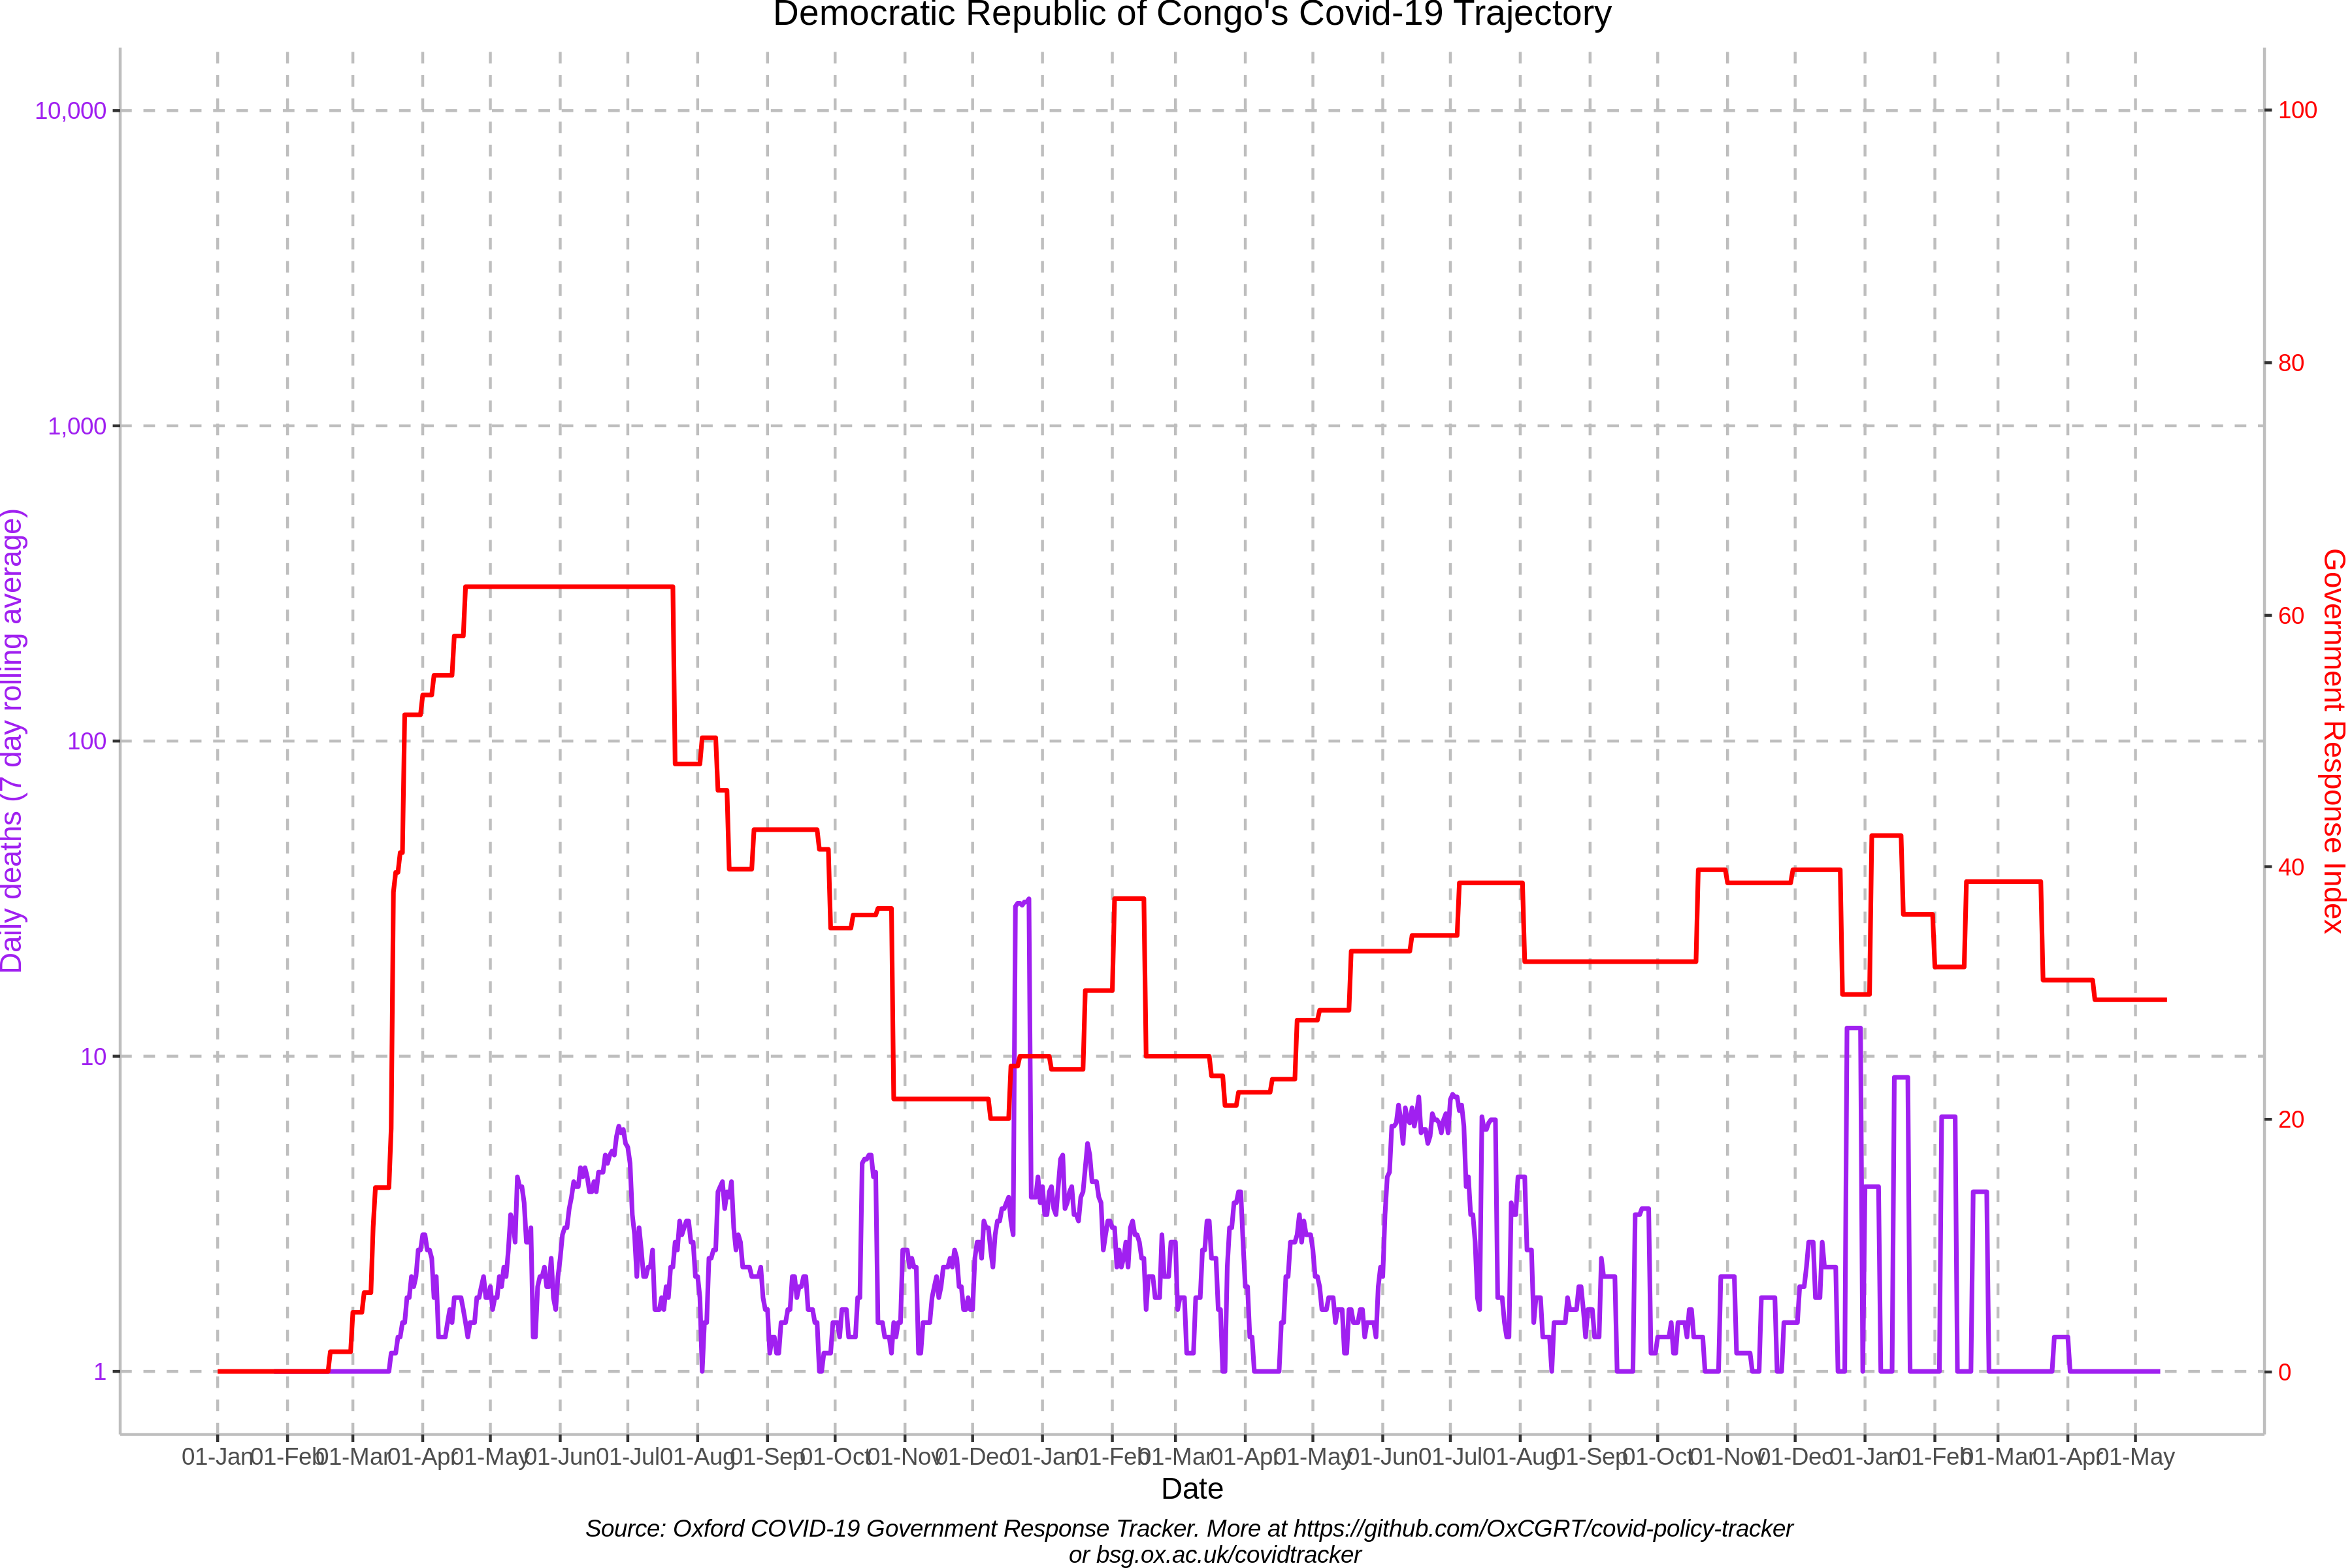 Democratic Republic of Congo's Covid-19 Trajectory
10,000
1,000
100
10
1
Daily deaths (7 day rolling average)
100
80
60
40
20
0
Government Response Index
01-Jan 01-Feb 01-Mar 01-Apr 01-May 01-Jun 01-Jul 01-Aug 01-Sep 01-Oct 01-Nov 01-Dec 01-Jan 01-Feb 01-Mar 01-Apr 01-May 01-Jun 01-Jul 01-Aug 01-Sep 01-Oct 01-Nov 01-Dec 01-Jan 01-Feb 01-Mar 01-Apr 01-May
Date
Source: Oxford COVID-19 Government Response Tracker. More at https://github.com/OxCGRT/covid-policy-tracker
or bsg.ox.ac.uk/covidtracker